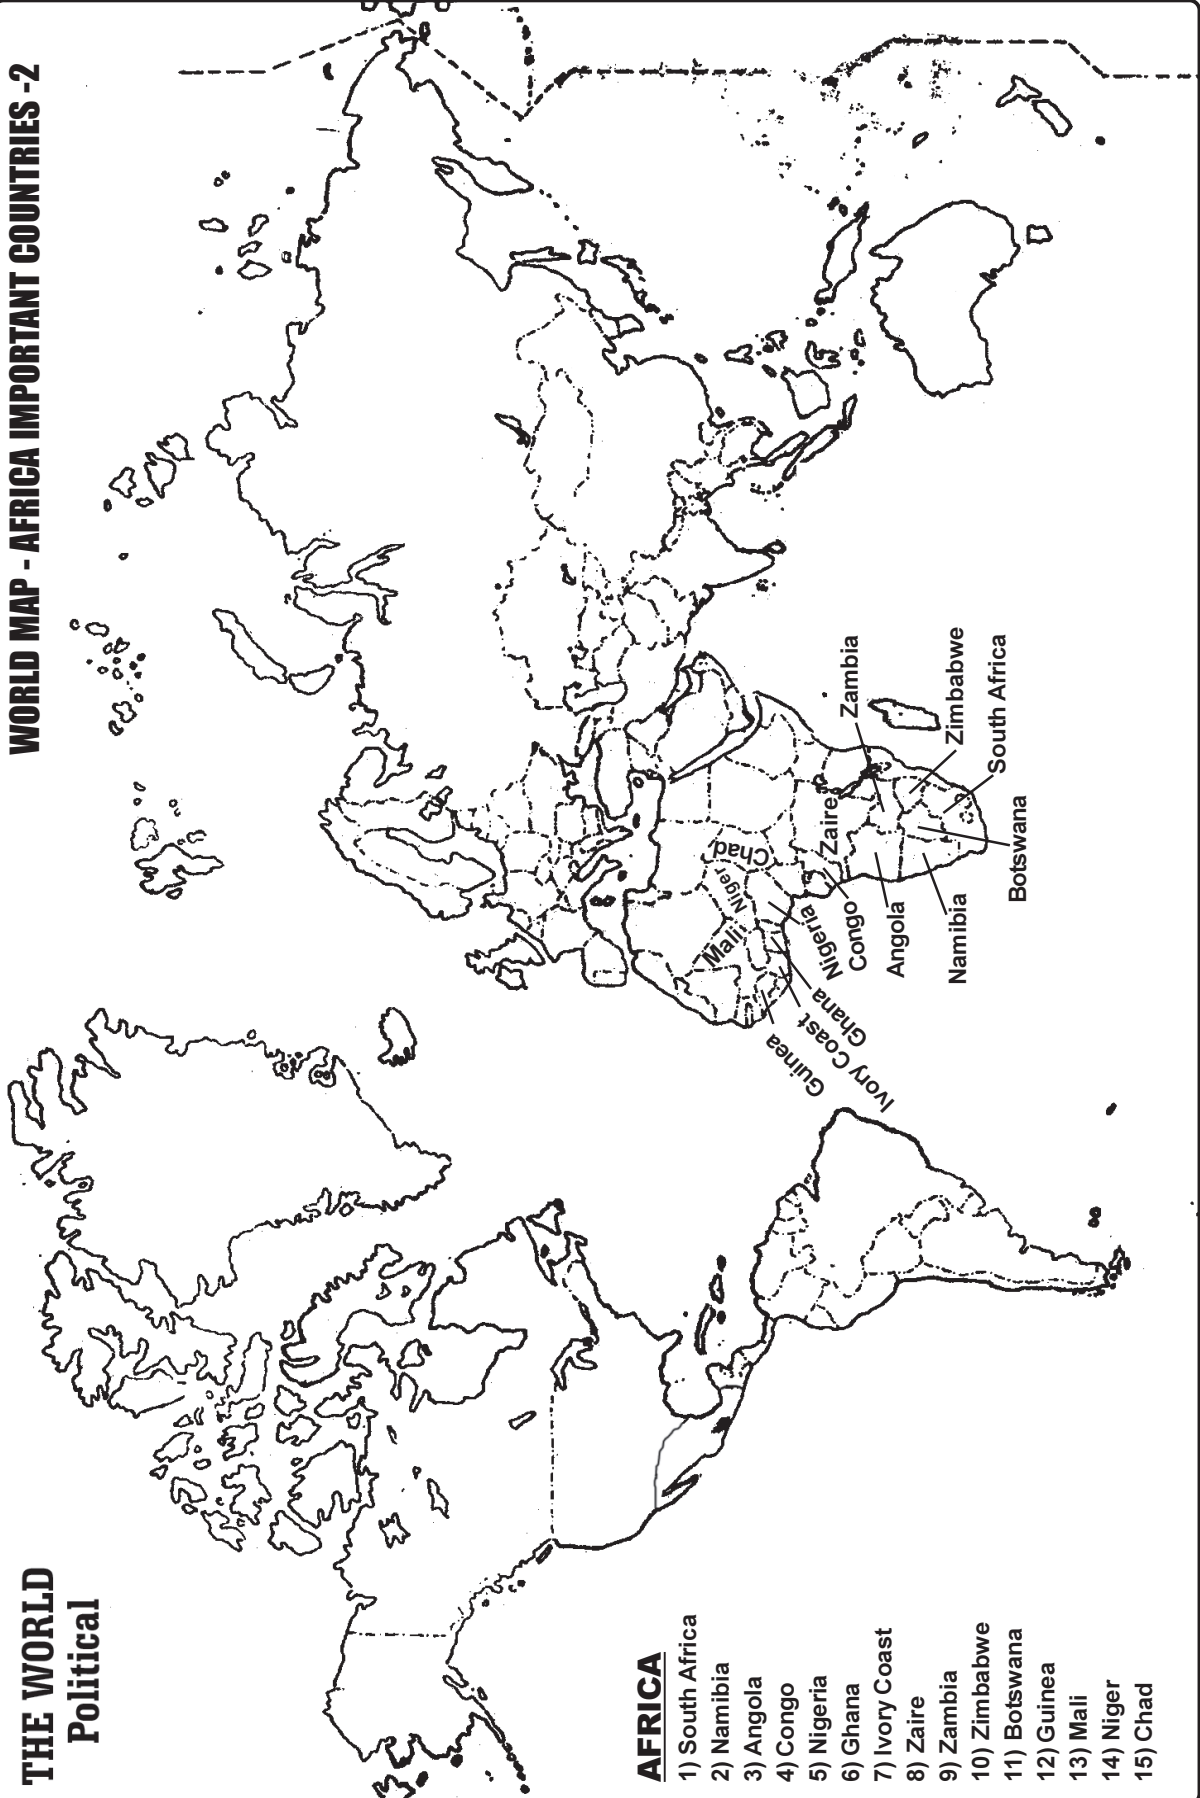 THE WORLD
Political
WORLD MAP - AFRICA IMPORTANT COUNTRIES -2
Chad
Niger
Mali
Zaire
Zambia
Zimbabwe
South Africa
Botswana
Namibia
Angola
Congo
Nigeria
Ghana
Ivory Coast
Guinea
AFRICA
1) South Africa
2) Namibia
3) Angola
4) Congo
5) Nigeria
6) Ghana
7) Ivory Coast
8) Zaire
9) Zambia
10) Zimbabwe
11) Botswana
12) Guinea
13) Mali
14) Niger
15) Chad